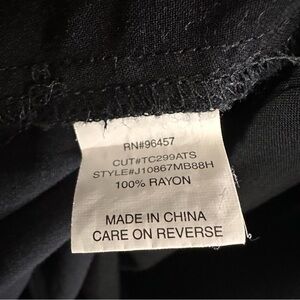 RN#96457
CUT#TC299ATS
STYLE#J10867MB88H
100% RAYON
MADE IN CHINA
CARE ON REVERSE